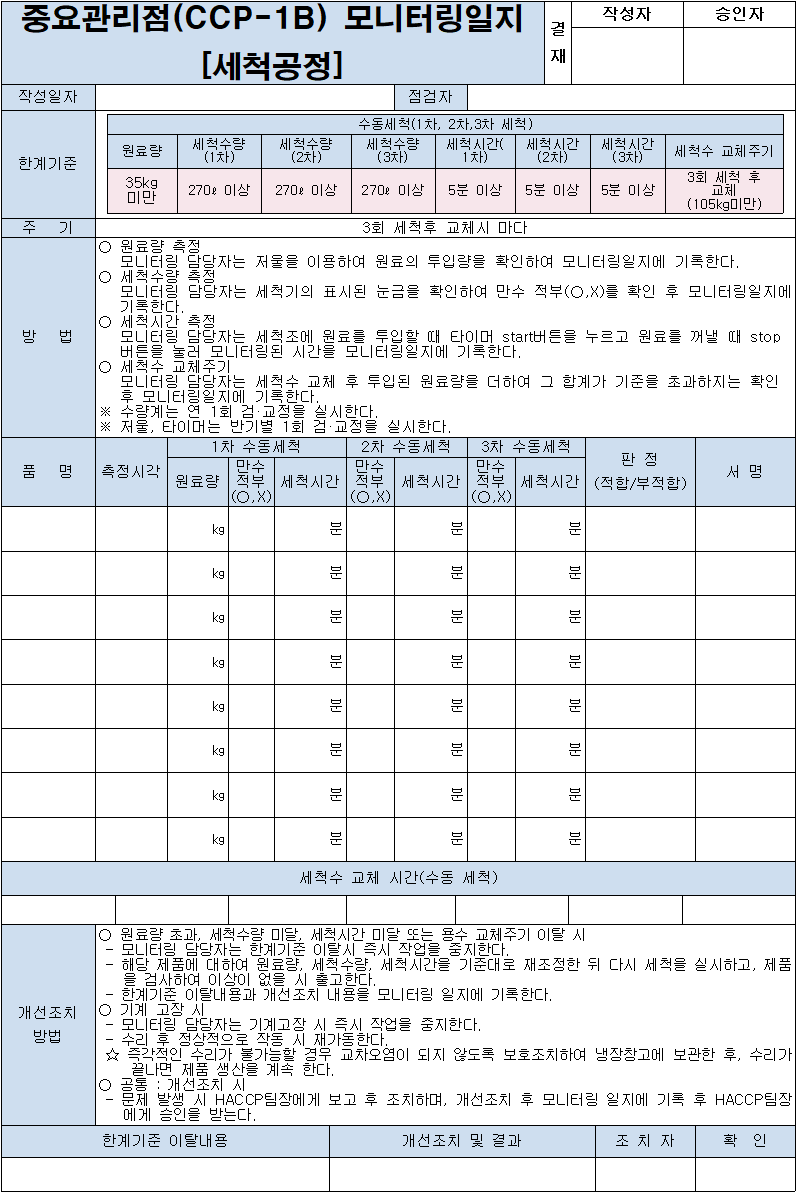 중요관리점(CCP-1B) 모니터링일지
[세척공정]
결
재
작성자
승인자
작성일자
점검자
한계기준
수동세척(1차, 2차,3차 세척)
원료량
세척수량
(1차)
세척수량
(2차)
세척수량
(3차)
세척시간(
1차)
세척시간
(2차)
세척시간
(3차)
세척수 교체주기
35kg
미만
270ℓ 이상
270ℓ 이상
270ℓ 이상
5분 이상
5분 이상
5분 이상
3회 세척 후
교체
(105kg미만)
주 기
3회 세척후 교체시 마다
방 법
○ 원료량 측정
모니터링 담당자는 저울을 이용하여 원료의 투입량을 확인하여 모니터링일지에 기록한다.
○ 세척수량 측정
모니터링 담당자는 세척기의 표시된 눈금을 확인하여 만수 적부(○,X)를 확인 후 모니터링일지에
기록한다.
○ 세척시간 측정
모니터링 담당자는 세척조에 원료를 투입할 때 타이머 start버튼을 누르고 원료를 꺼낼 때 stop
버튼을 눌러 모니터링된 시간을 모니터링일지에 기록한다.
○ 세척수 교체주기
모니터링 담당자는 세척수 교체 후 투입된 원료량을 더하여 그 합계가 기준을 초과하지는 확인
후 모니터링일지에 기록한다.
※ 수량계는 연 1회 검·교정을 실시한다.
※ 저울, 타이머는 반기별 1회 검·교정을 실시한다.
품 명
측정시각
1차 수동세척
2차 수동세척
3차 수동세척
판 정
(적합/부적합)
서 명
원료량
만수
적부
(○,X)
세척시간
만수
적부
(○,X)
세척시간
만수
적부
(○,X)
세척시간
kg 분 분 분
kg 분 분 분
kg 분 분 분
kg 분 분 분
kg 분 분 분
kg 분 분 분
kg 분 분 분
kg 분 분 분
세척수 교체 시간(수동 세척)
개선조치
방법
○ 원료량 초과, 세척수량 미달, 세척시간 미달 또는 용수 교체주기 이탈 시
- 모니터링 담당자는 한계기준 이탈시 즉시 작업을 중지한다.
- 해당 제품에 대하여 원료량, 세척수량, 세척시간을 기준대로 재조정한 뒤 다시 세척을 실시하고, 제품
을 검사하여 이상이 없을 시 출고한다.
- 한계기준 이탈내용과 개선조치 내용을 모니터링 일지에 기록한다.
○ 기계 고장 시
- 모니터링 담당자는 기계고장 시 즉시 작업을 중지한다.
- 수리 후 정상적으로 작동 시 재가동한다.
☆ 즉각적인 수리가 불가능할 경우 교차오염이 되지 않도록 보호조치하여 냉장창고에 보관한 후, 수리가
끝나면 제품 생산을 계속 한다.
○ 공통 : 개선조치 시
- 문제 발생 시 HACCP팀장에게 보고 후 조치하며, 개선조치 후 모니터링 일지에 기록 후 HACCP팀장
에게 승인을 받는다.
한계기준 이탈내용
개선조치 및 결과
조 치 자
확 인